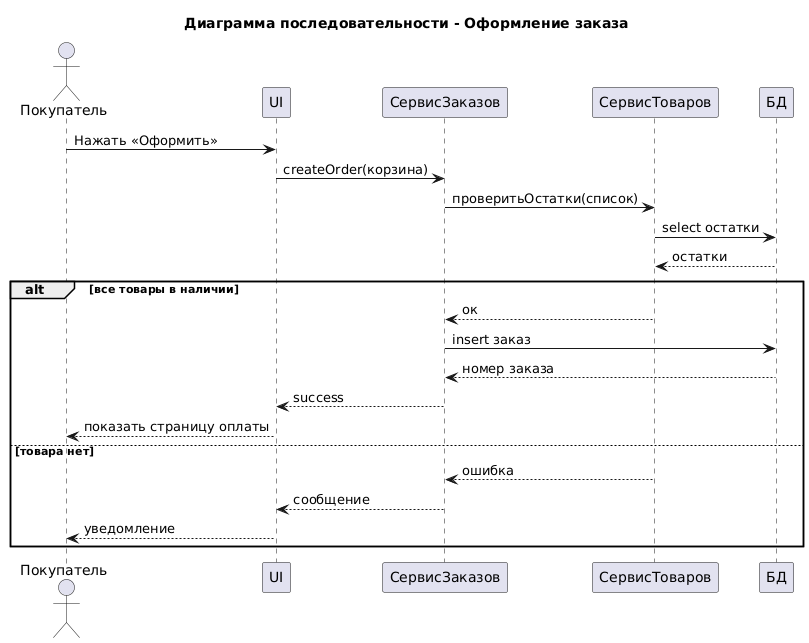 Диаграмма последовательности - Оформление заказа
Покупатель
UI
СервисЗаказов
СервисТоваров
БД
Нажать «Оформить»
createOrder(корзина)
проверитьОстатки(список)
select остатки
остатки
alt
[все товары в наличии]
ок
insert заказ
номер заказа
success
показать страницу оплаты
[товара нет]
ошибка
сообщение
уведомление
Покупатель
UI
СервисЗаказов
СервисТоваров
БД